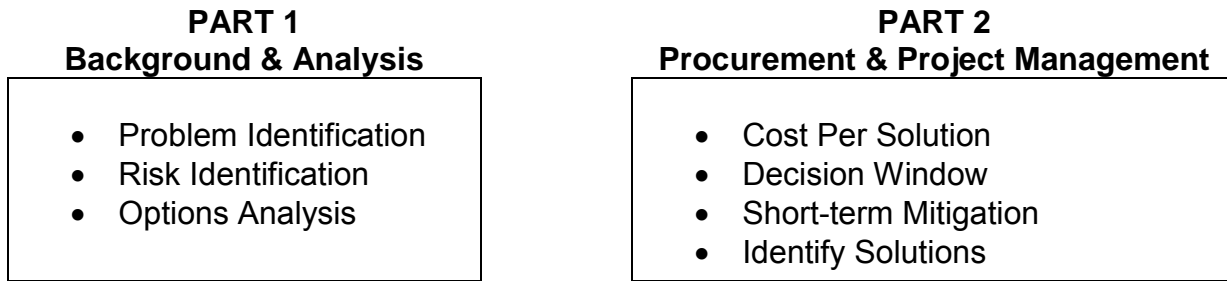 PART 1
Background & Analysis
• Problem Identification
• Risk Identification
• Options Analysis
PART 2
Procurement & Project Management
• Cost Per Solution
• Decision Window
• Short-term Mitigation
• Identify Solutions